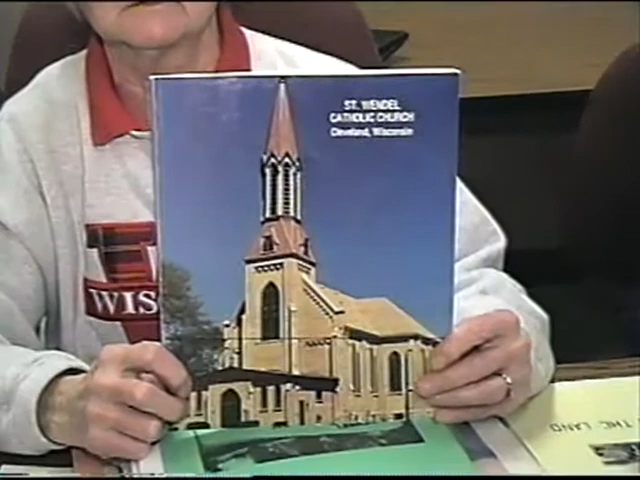 ST. WENDEL
CATHOLIC CHURCH
Cleveland, Wisconsin
WIS
THE LAND